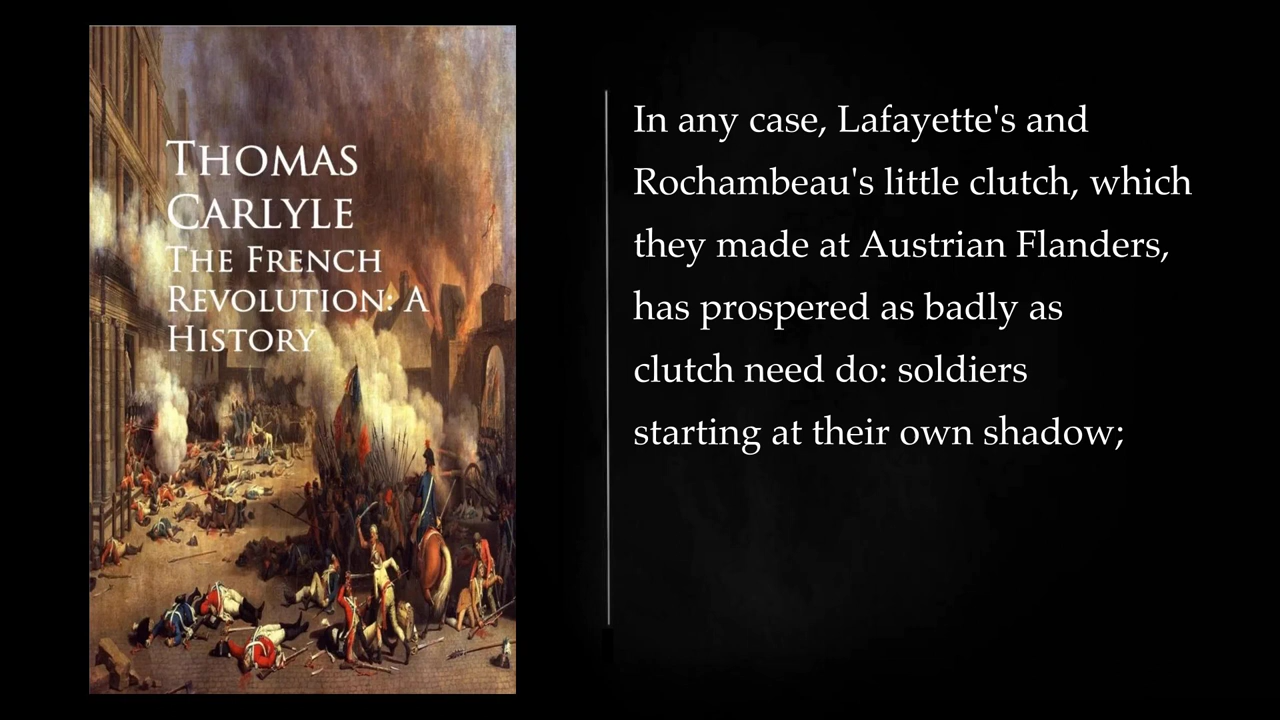 THOMAS
CARLYLE
THE FRENCH
REVOLUTION: A
HISTORY
In any case, Lafayette's and
Rochambeau's little clutch, which
they made at Austrian Flanders,
has prospered as badly as
clutch need do: soldiers
starting at their own shadow;